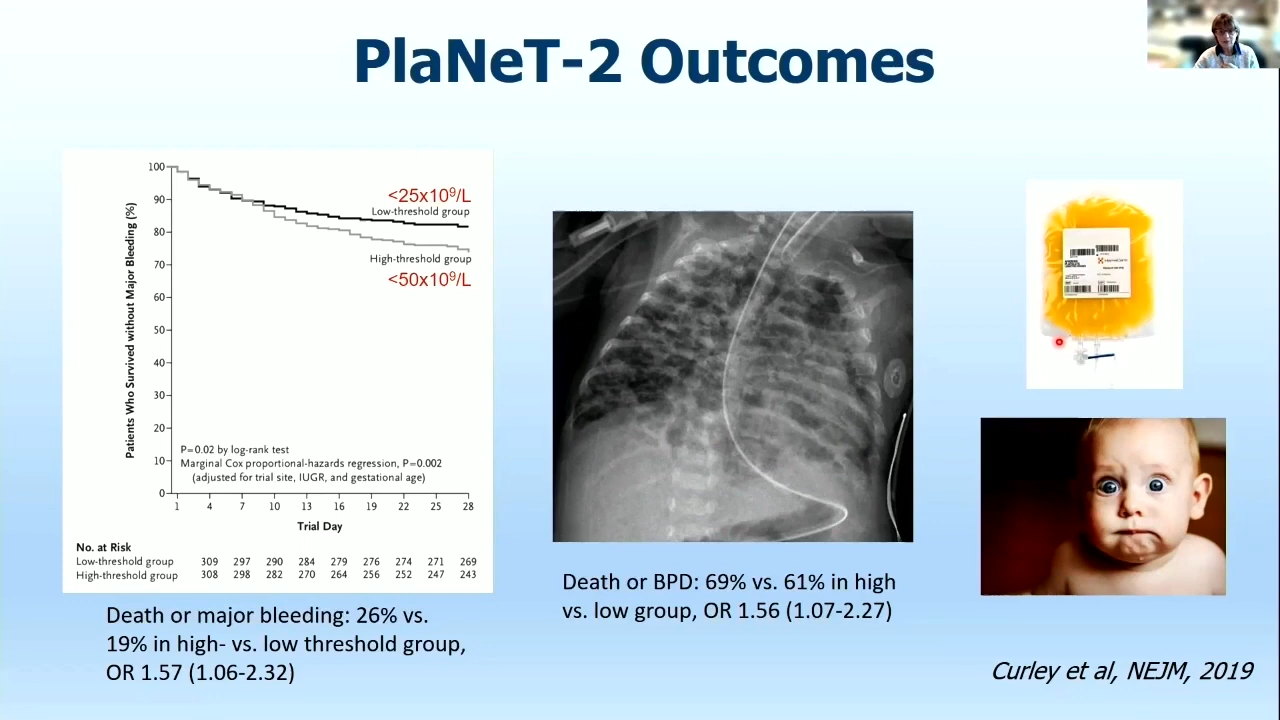 PlaNeT-2 Outcomes
100
90
80
70
60
50
40
30
20
10
0
Patients Who Survived without Major Bleeding (%)
<25x10⁹/L
Low-threshold group
High-threshold group
<50x10⁹/L
P=0.02 by log-rank test
Marginal Cox proportional-hazards regression, P=0.002
(adjusted for trial site, IUGR, and gestational age)
1 4 7 10 13 16 19 22 25 28
Trial Day
No. at Risk
Low-threshold group 309 297 290 284 279 276 274 271 269
High-threshold group 308 298 282 270 264 256 252 247 243
Death or major bleeding: 26% vs.
19% in high- vs. low threshold group,
OR 1.57 (1.06-2.32)
Death or BPD: 69% vs. 61% in high
vs. low group, OR 1.56 (1.07-2.27)
Curley et al, NEJM, 2019